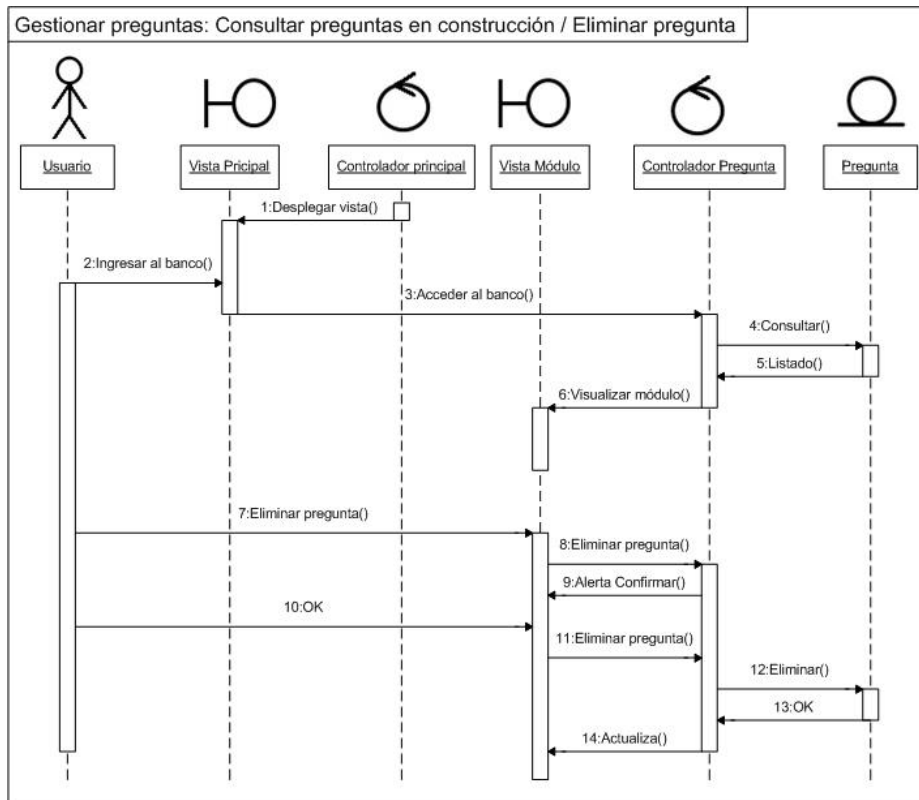 Gestionar preguntas: Consultar preguntas en construcción / Eliminar pregunta
Usuario
Vista Pricipal
Controlador principal
Vista Módulo
Controlador Pregunta
Pregunta
1:Desplegar vista()
2:Ingresar al banco()
3:Acceder al banco()
4:Consultar()
5:Listado()
6:Visualizar módulo()
7:Eliminar pregunta()
8:Eliminar pregunta()
9:Alerta Confirmar()
10:OK
11:Eliminar pregunta()
12:Eliminar()
13:OK
14:Actualiza()